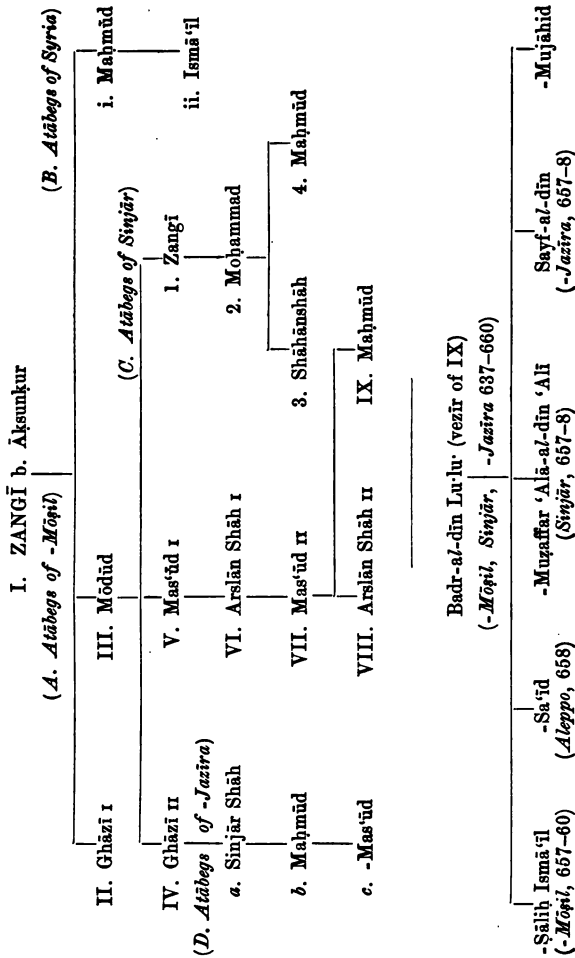 I. ZANGĪ b. Āḳsunḳur
(A. Atābegs of -Mōṣil)
(B. Atābegs of Syria)
II. Ghāzī I
III. Mōdūd
i. Maḥmūd
(C. Atābegs of Sinjār)
ii. Ismā‘īl
IV. Ghāzī II
V. Mas‘ūd I
1. Zangī
(D. Atābegs of -Jazīra)
a. Sinjār Shāh
VI. Arslān Shāh I
2. Moḥammad
b. Maḥmūd
VII. Mas‘ūd II
3. Shāhānshāh
4. Maḥmūd
c. -Mas‘ūd
VIII. Arslān Shāh II
IX. Maḥmūd
Badr-al-dīn Lu·lu· (vezīr of IX)
(-Mōṣil, Sinjār, -Jazīra 637–660)
-Ṣāliḥ Ismā‘īl
(-Mōṣil, 657–60)
-Sa‘īd
(Aleppo, 658)
-Muẓaffar ‘Alā-al-dīn ‘Alī
(Sinjār, 657–8)
Sayf-al-dīn
(-Jazīra, 657–8)
-Mujāhid